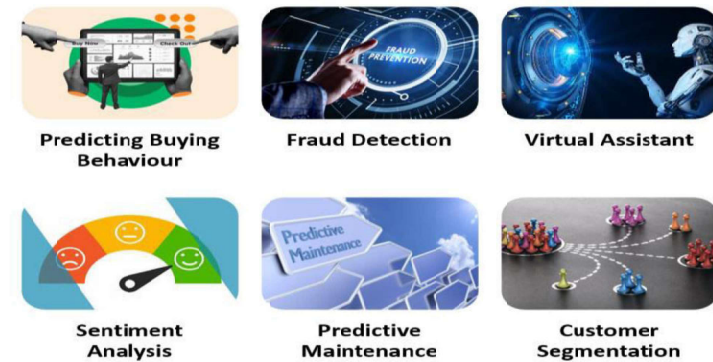 Buy Now
Check Out
FRAUD
PREVENTION
Predicting Buying
Behaviour
Fraud Detection
Virtual Assistant
Predictive
Maintenance
Sentiment
Analysis
Predictive
Maintenance
Customer
Segmentation